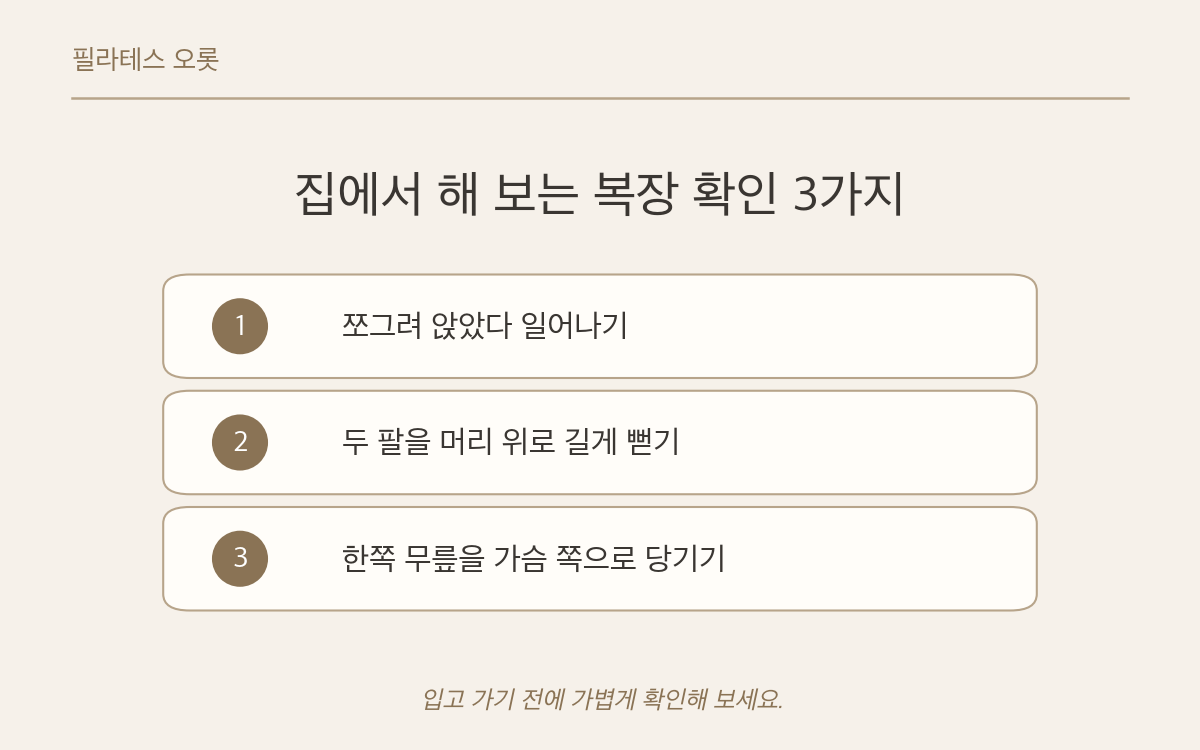 필라테스 오롯
집에서 해 보는 복장 확인 3가지
1 쪼그려 앉았다 일어나기
2 두 팔을 머리 위로 길게 뻗기
3 한쪽 무릎을 가슴 쪽으로 당기기
입고 가기 전에 가볍게 확인해 보세요.